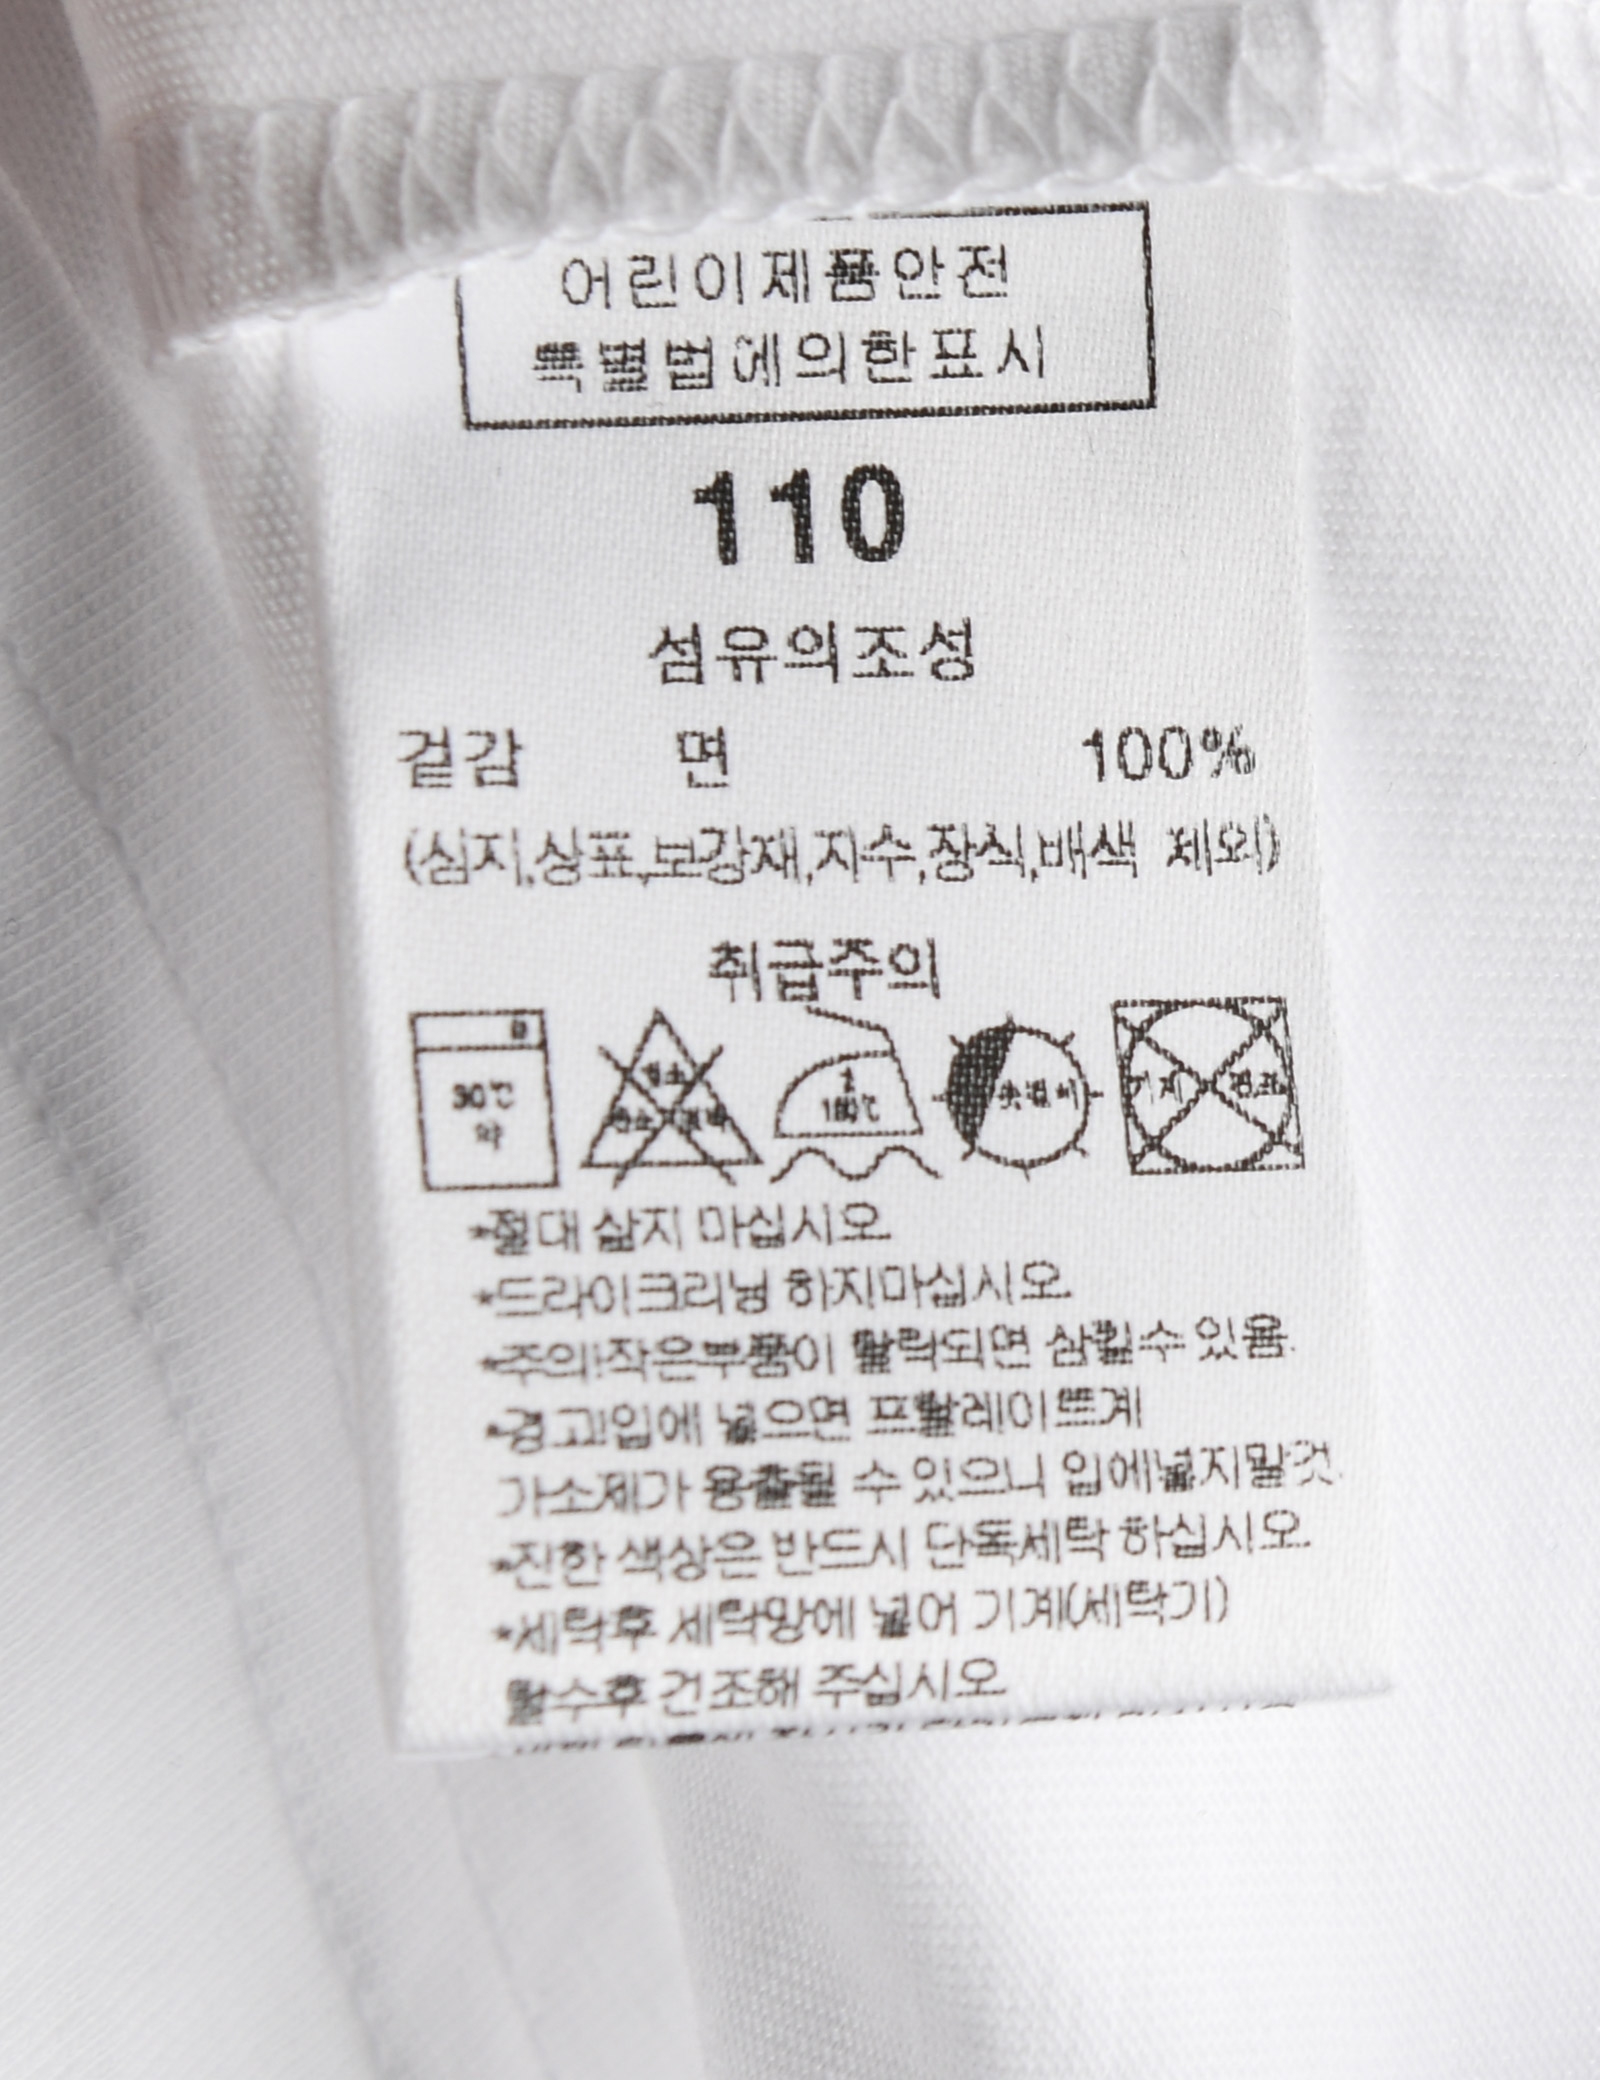 어린이제품안전
특별법에의한표시
110
섬유의조성
겉감 면 100%
(심지,상표,보강재,자수,장식,배색 제외)
취급주의
30℃
약
염소
산소 표백
기계 건조
*절대 삶지 마십시오.
*드라이크리닝 하지마십시오.
*주의!작은부품이 탈락되면 삼킬수 있음.
*경고!입에 넣으면 프탈레이트계
가소제가 용출될 수 있으니 입에넣지말것.
*진한 색상은 반드시 단독세탁 하십시오.
*세탁후 세탁망에 넣어 기계(세탁기)
탈수후 건조해 주십시오